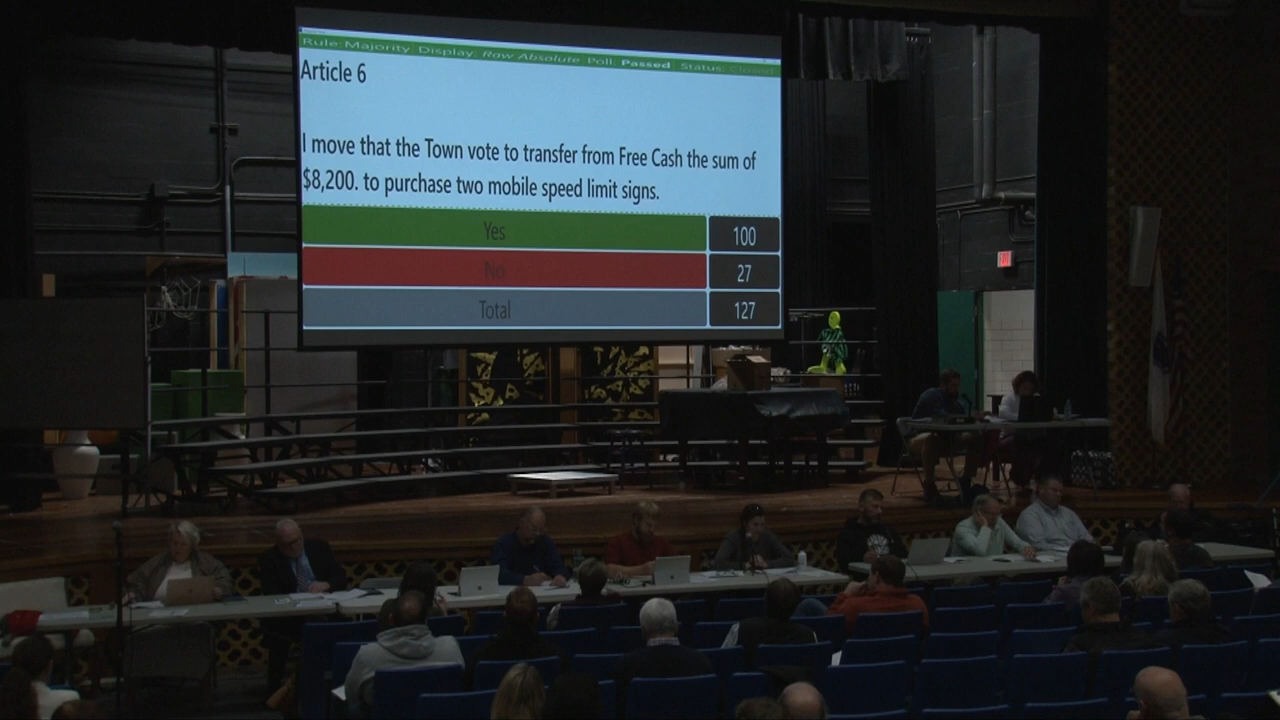 Rule: Majority Display: Raw Absolute Poll: Passed Status: Closed
Article 6
I move that the Town vote to transfer from Free Cash the sum of
$8,200. to purchase two mobile speed limit signs.
Yes 100
No 27
Total 127
EXIT